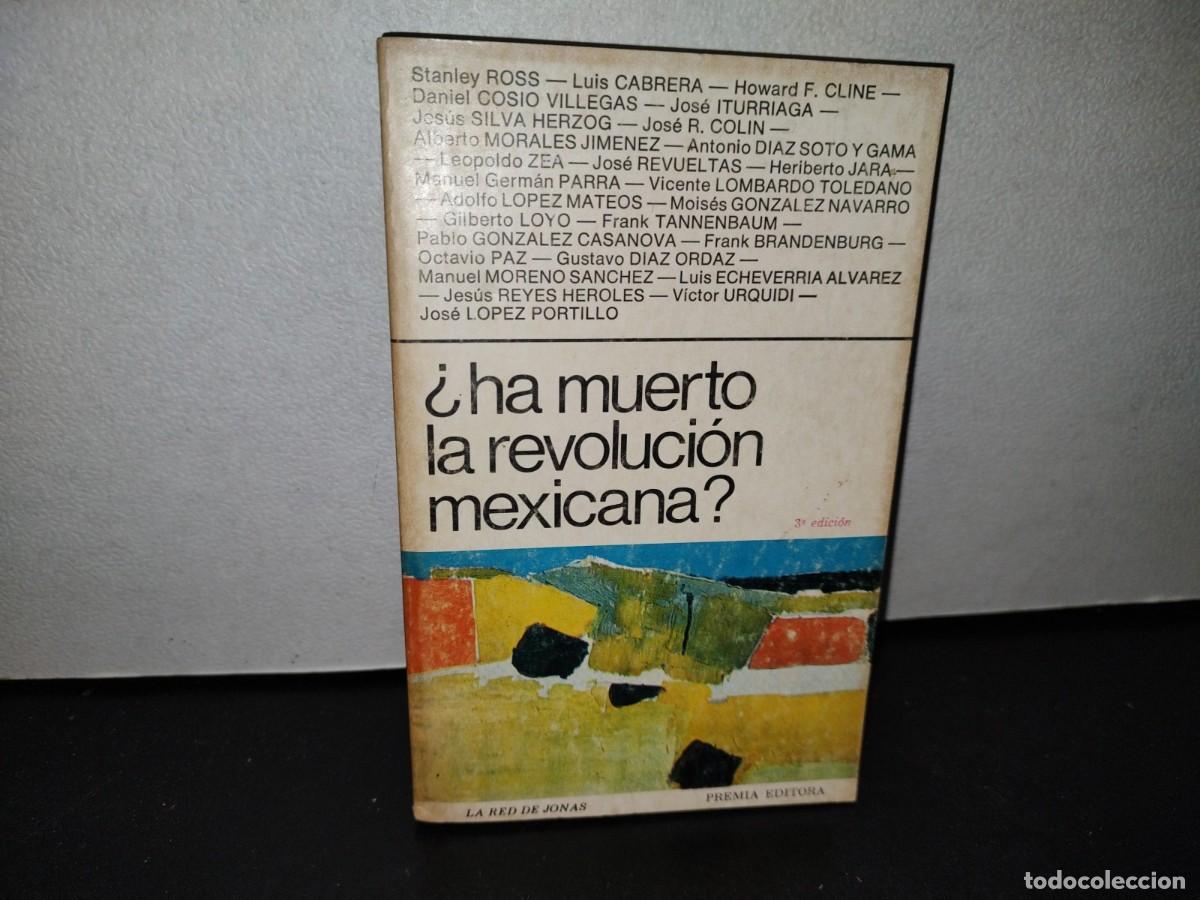 Stanley ROSS — Luis CABRERA — Howard F. CLINE —
Daniel COSIO VILLEGAS — José ITURRIAGA —
Jesús SILVA HERZOG — José R. COLIN —
Alberto MORALES JIMENEZ — Antonio DIAZ SOTO Y GAMA
— Leopoldo ZEA — José REVUELTAS — Heriberto JARA —
Manuel Germán PARRA — Vicente LOMBARDO TOLEDANO
— Adolfo LOPEZ MATEOS — Moisés GONZALEZ NAVARRO
— Gilberto LOYO — Frank TANNENBAUM —
Pablo GONZALEZ CASANOVA — Frank BRANDENBURG —
Octavio PAZ — Gustavo DIAZ ORDAZ —
Manuel MORENO SANCHEZ — Luis ECHEVERRIA ALVAREZ
— Jesús REYES HEROLES — Víctor URQUIDI —
José LOPEZ PORTILLO
¿ha muerto
la revolución
mexicana?
3ª edición
LA RED DE JONAS
PREMIA EDITORA
todocoleccion